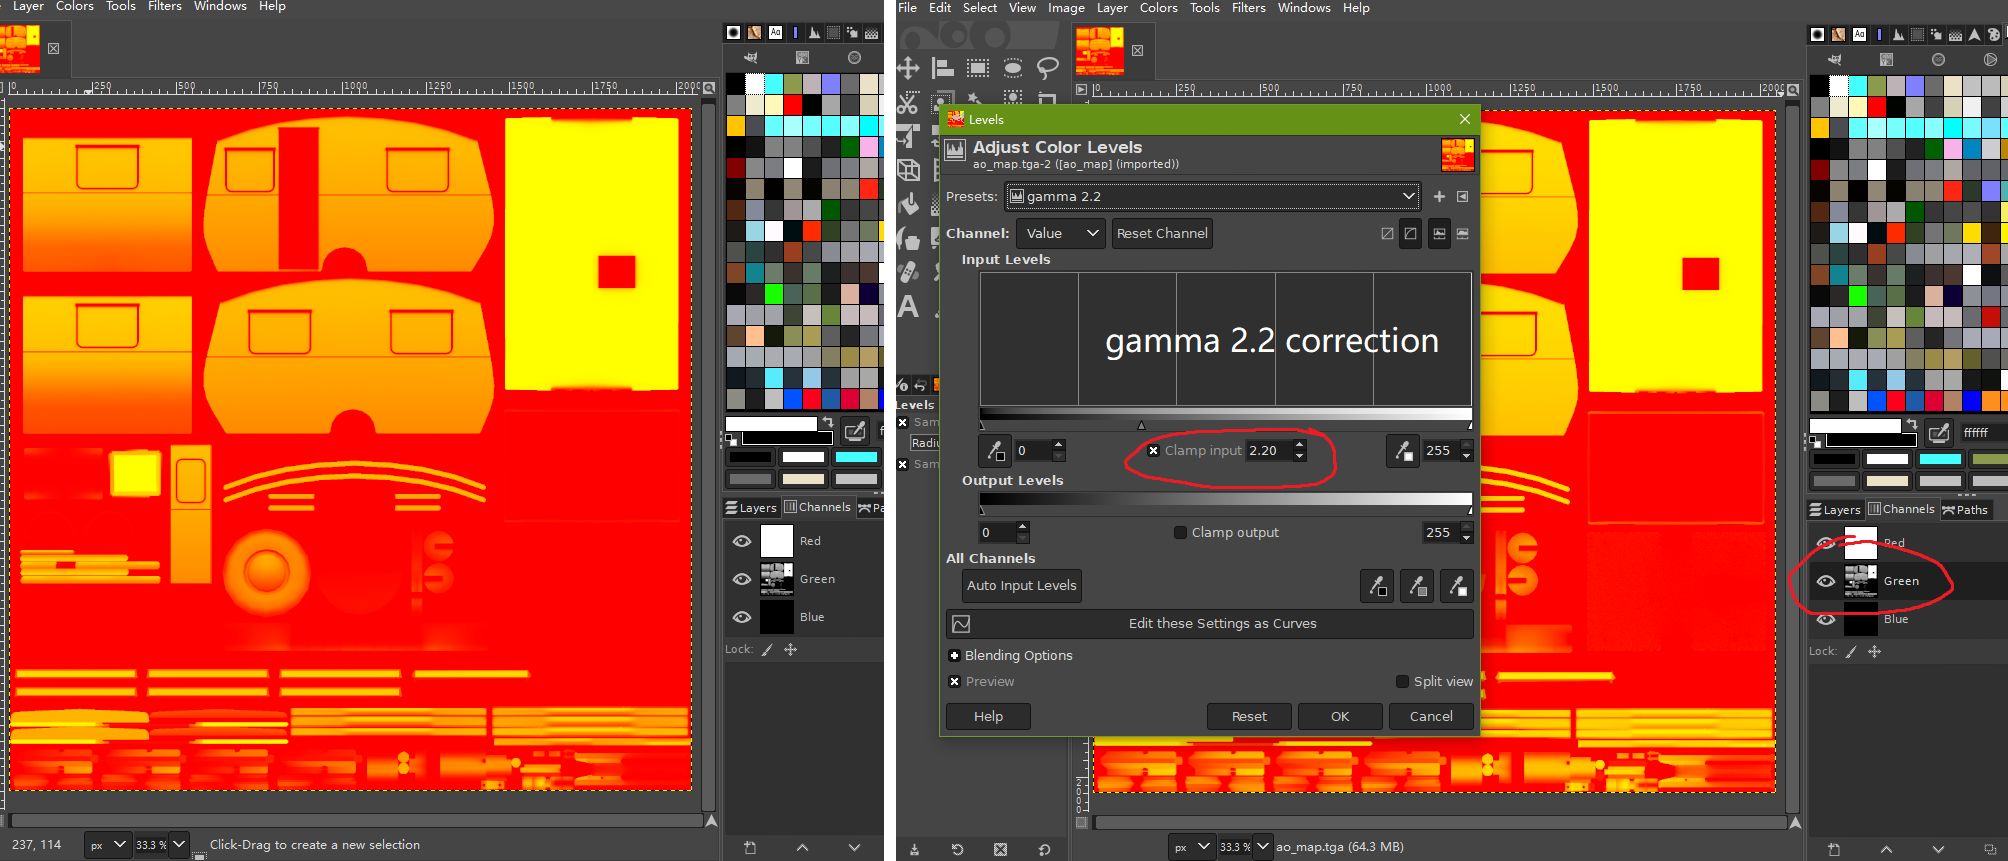 Layer Colors Tools Filters Windows Help
Aa
0 250 500 750 1000 1250 1500 1750
Layers Channels
Red
Green
Blue
Lock:
237, 114 px 33.3 % Click-Drag to create a new selection
File Edit Select View Image Layer Colors Tools Filters Windows Help
Aa
0 250 500 750 1000 1250 1500 1750
Levels
Adjust Color Levels
ao_map.tga-2 ([ao_map] (imported))
Presets: gamma 2.2
Channel: Value Reset Channel
Input Levels
gamma 2.2 correction
0 Clamp input 2.20 255
Output Levels
0 Clamp output 255
All Channels
Auto Input Levels
Edit these Settings as Curves
Blending Options
Preview Split view
Help Reset OK Cancel
Levels
ffffff
Layers Channels Paths
Red
Green
Blue
Lock:
px 33.3 % ao_map.tga (64.3 MB)